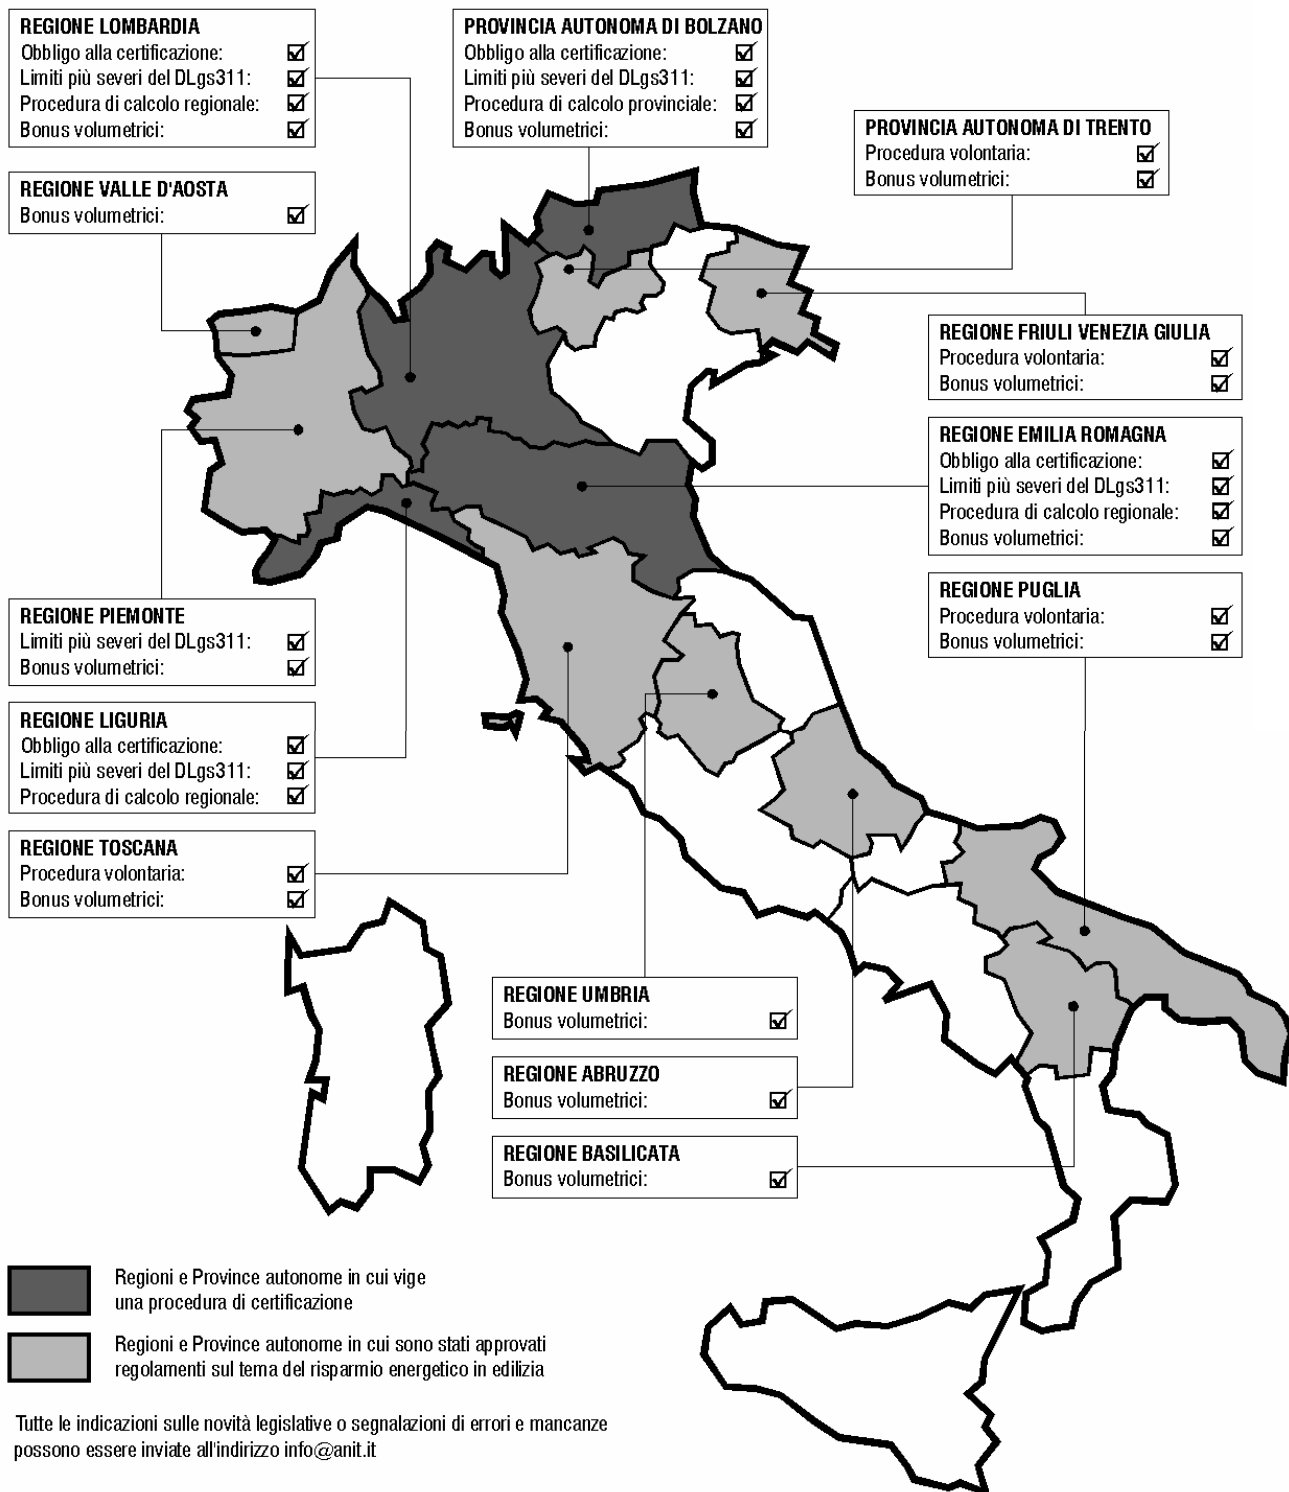 REGIONE LOMBARDIA
Obbligo alla certificazione:
Limiti più severi del DLgs311:
Procedura di calcolo regionale:
Bonus volumetrici:
PROVINCIA AUTONOMA DI BOLZANO
Obbligo alla certificazione:
Limiti più severi del DLgs311:
Procedura di calcolo provinciale:
Bonus volumetrici:
PROVINCIA AUTONOMA DI TRENTO
Procedura volontaria:
Bonus volumetrici:
REGIONE VALLE D'AOSTA
Bonus volumetrici:
REGIONE FRIULI VENEZIA GIULIA
Procedura volontaria:
Bonus volumetrici:
REGIONE EMILIA ROMAGNA
Obbligo alla certificazione:
Limiti più severi del DLgs311:
Procedura di calcolo regionale:
Bonus volumetrici:
REGIONE PUGLIA
Procedura volontaria:
Bonus volumetrici:
REGIONE PIEMONTE
Limiti più severi del DLgs311:
Bonus volumetrici:
REGIONE LIGURIA
Obbligo alla certificazione:
Limiti più severi del DLgs311:
Procedura di calcolo regionale:
REGIONE TOSCANA
Procedura volontaria:
Bonus volumetrici:
REGIONE UMBRIA
Bonus volumetrici:
REGIONE ABRUZZO
Bonus volumetrici:
REGIONE BASILICATA
Bonus volumetrici:
Regioni e Province autonome in cui vige
una procedura di certificazione
Regioni e Province autonome in cui sono stati approvati
regolamenti sul tema del risparmio energetico in edilizia
Tutte le indicazioni sulle novità legislative o segnalazioni di errori e mancanze
possono essere inviate all'indirizzo info@anit.it